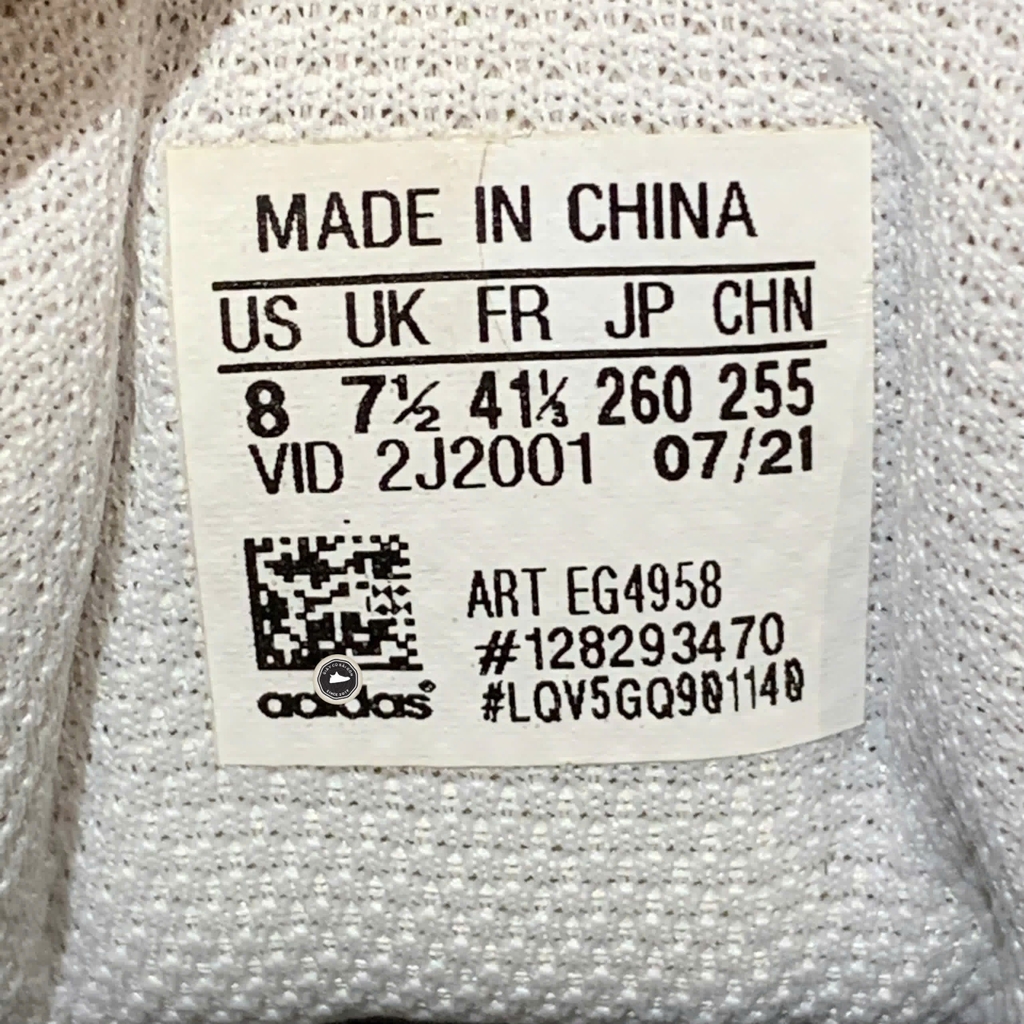 MADE IN CHINA
US UK FR JP CHN
8 7½ 41⅓ 260 255
VID 2J2001 07/21
ART EG4958
#128293470
adidas®
#LQV5GQ901140